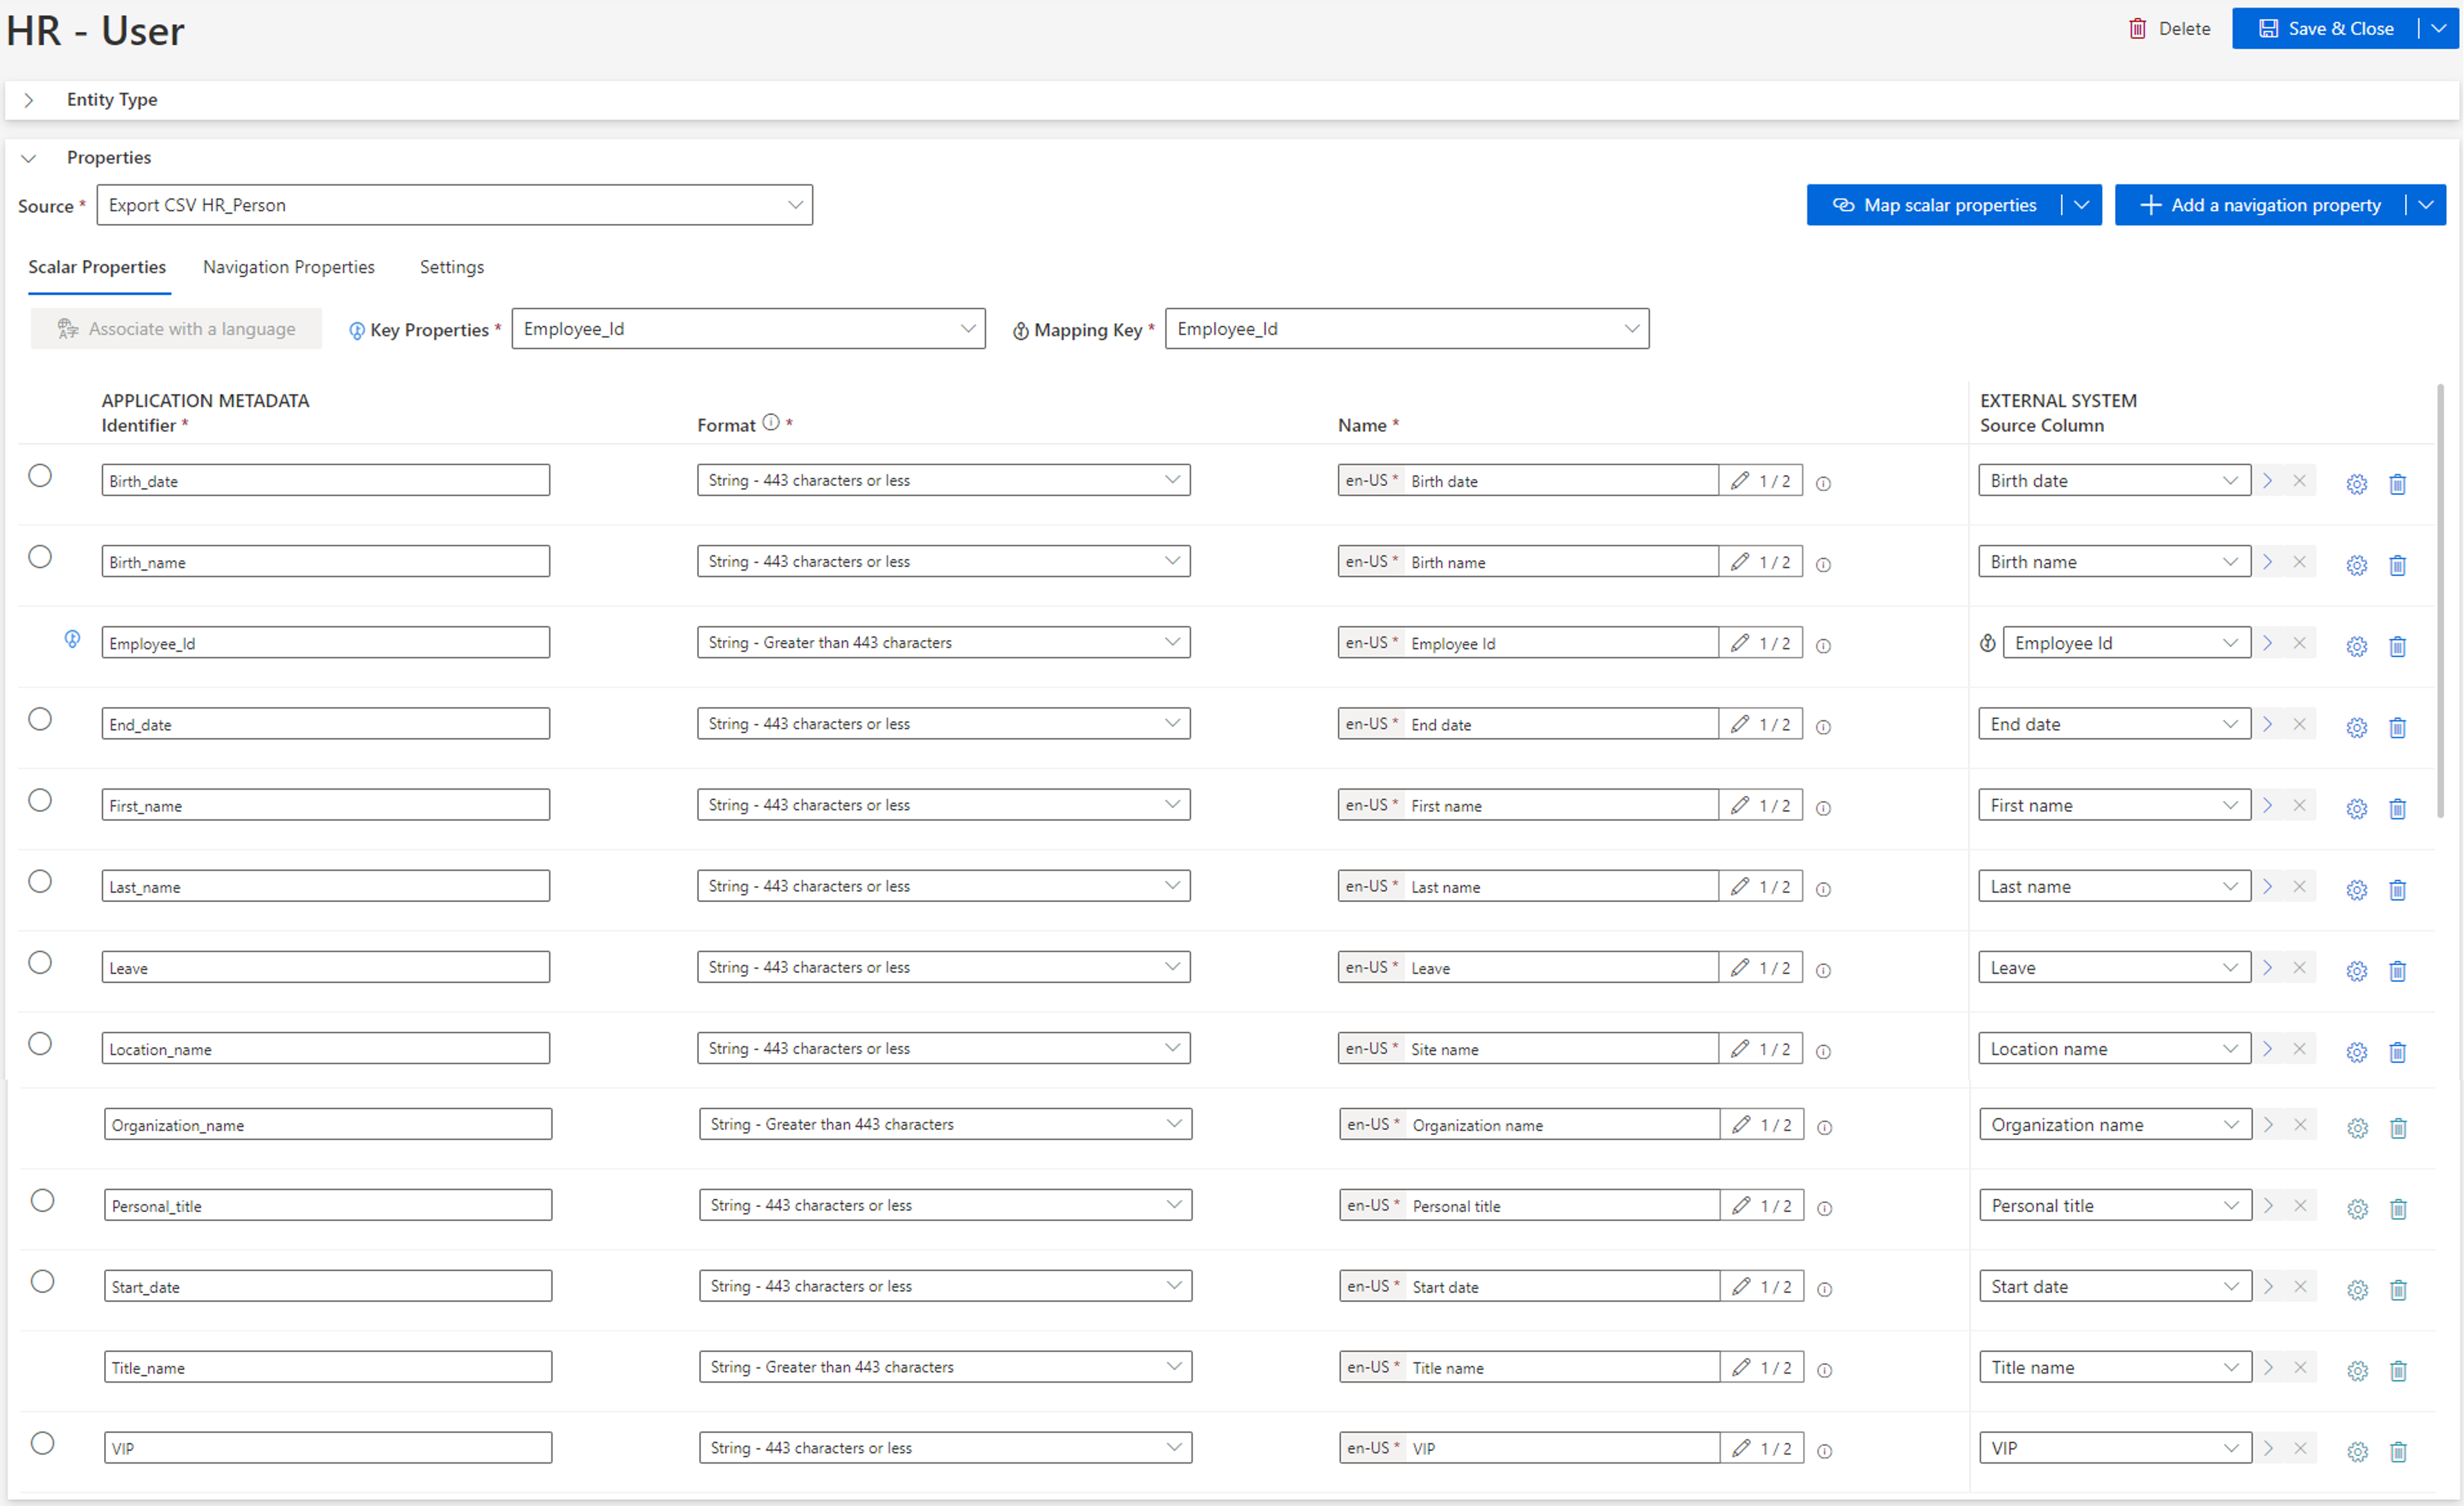 HR - User
Delete
Save & Close
Entity Type
Properties
Source * Export CSV HR_Person
Map scalar properties
Add a navigation property
Scalar Properties Navigation Properties Settings
Associate with a language Key Properties * Employee_Id Mapping Key * Employee_Id
APPLICATION METADATA EXTERNAL SYSTEM
Identifier * Format * Name * Source Column
Birth_date String - 443 characters or less en-US * Birth date 1 / 2 Birth date
Birth_name String - 443 characters or less en-US * Birth name 1 / 2 Birth name
Employee_Id String - Greater than 443 characters en-US * Employee Id 1 / 2 Employee Id
End_date String - 443 characters or less en-US * End date 1 / 2 End date
First_name String - 443 characters or less en-US * First name 1 / 2 First name
Last_name String - 443 characters or less en-US * Last name 1 / 2 Last name
Leave String - 443 characters or less en-US * Leave 1 / 2 Leave
Location_name String - 443 characters or less en-US * Site name 1 / 2 Location name
Organization_name String - Greater than 443 characters en-US * Organization name 1 / 2 Organization name
Personal_title String - 443 characters or less en-US * Personal title 1 / 2 Personal title
Start_date String - 443 characters or less en-US * Start date 1 / 2 Start date
Title_name String - Greater than 443 characters en-US * Title name 1 / 2 Title name
VIP String - 443 characters or less en-US * VIP 1 / 2 VIP